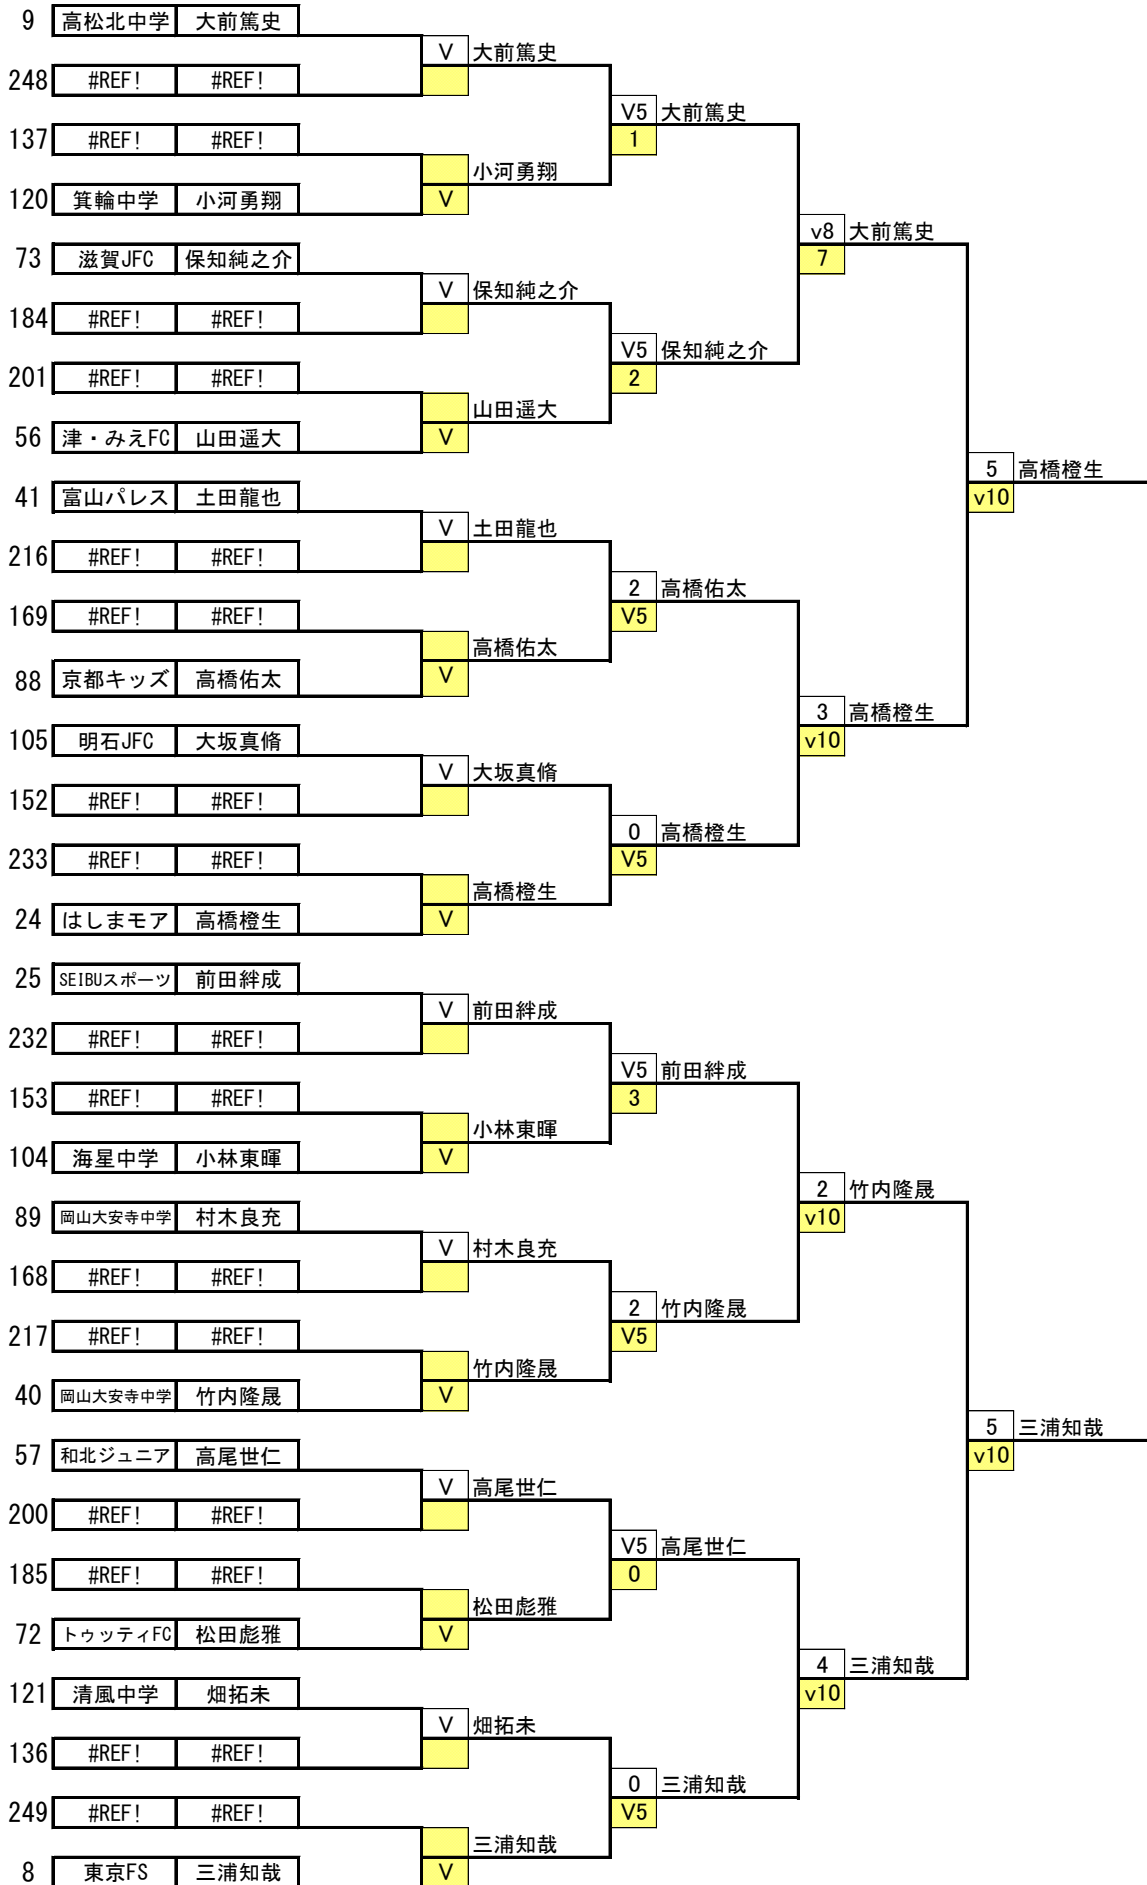 9 高松北中学 大前篤史
V 大前篤史
248 #REF! #REF!
V5 大前篤史
1
137 #REF! #REF!
小河勇翔
V
120 箕輪中学 小河勇翔
v8 大前篤史
7
73 滋賀JFC 保知純之介
V 保知純之介
184 #REF! #REF!
V5 保知純之介
2
201 #REF! #REF!
山田遥大
V
56 津・みえFC 山田遥大
5 高橋橙生
v10
41 富山パレス 土田龍也
V 土田龍也
216 #REF! #REF!
2 高橋佑太
V5
169 #REF! #REF!
高橋佑太
V
88 京都キッズ 高橋佑太
3 高橋橙生
v10
105 明石JFC 大坂真脩
V 大坂真脩
152 #REF! #REF!
0 高橋橙生
V5
233 #REF! #REF!
高橋橙生
V
24 はしまモア 高橋橙生
25 SEIBUスポーツ 前田絆成
V 前田絆成
232 #REF! #REF!
V5 前田絆成
3
153 #REF! #REF!
小林東暉
V
104 海星中学 小林東暉
2 竹内隆晟
v10
89 岡山大安寺中学 村木良充
V 村木良充
168 #REF! #REF!
2 竹内隆晟
V5
217 #REF! #REF!
竹内隆晟
V
40 岡山大安寺中学 竹内隆晟
5 三浦知哉
v10
57 和北ジュニア 高尾世仁
V 高尾世仁
200 #REF! #REF!
V5 高尾世仁
0
185 #REF! #REF!
松田彪雅
V
72 トゥッティFC 松田彪雅
4 三浦知哉
v10
121 清風中学 畑拓未
V 畑拓未
136 #REF! #REF!
0 三浦知哉
V5
249 #REF! #REF!
三浦知哉
V
8 東京FS 三浦知哉